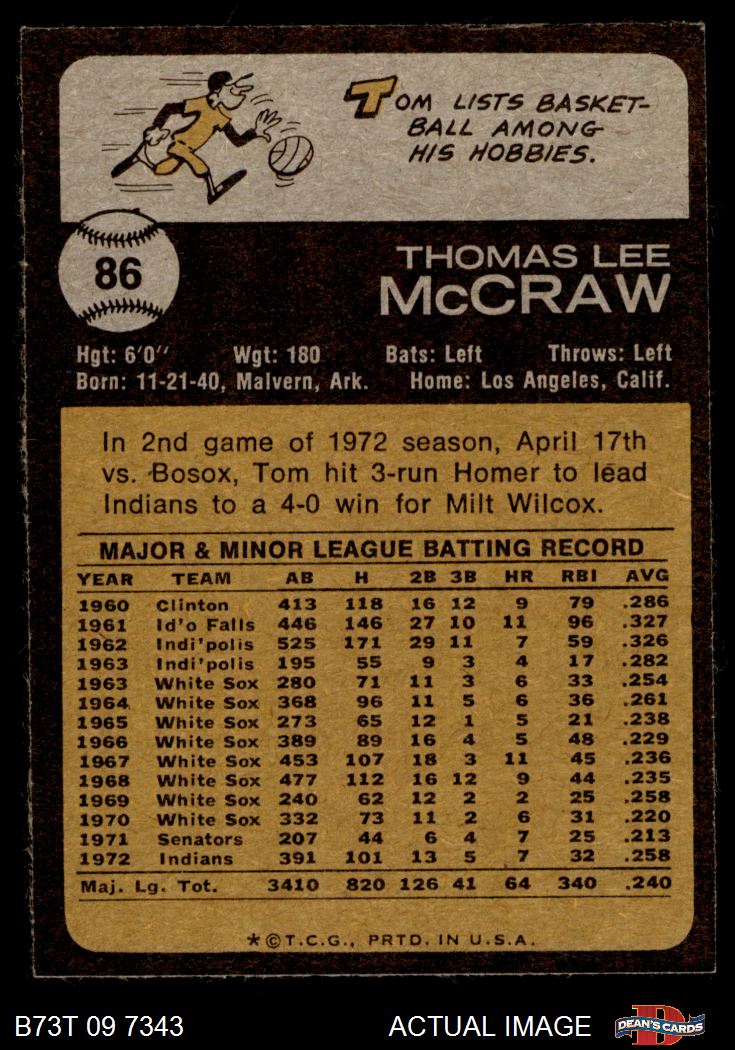 TOM LISTS BASKET-
BALL AMONG
HIS HOBBIES.
86
THOMAS LEE
McCRAW
Hgt: 6'0'' Wgt: 180 Bats: Left Throws: Left
Born: 11-21-40, Malvern, Ark. Home: Los Angeles, Calif.
In 2nd game of 1972 season, April 17th
vs. Bosox, Tom hit 3-run Homer to lead
Indians to a 4-0 win for Milt Wilcox.
MAJOR & MINOR LEAGUE BATTING RECORD
YEAR TEAM AB H 2B 3B HR RBI AVG
1960 Clinton 413 118 16 12 9 79 .286
1961 Id'o Falls 446 146 27 10 11 96 .327
1962 Indi'polis 525 171 29 11 7 59 .326
1963 Indi'polis 195 55 9 3 4 17 .282
1963 White Sox 280 71 11 3 6 33 .254
1964 White Sox 368 96 11 5 6 36 .261
1965 White Sox 273 65 12 1 5 21 .238
1966 White Sox 389 89 16 4 5 48 .229
1967 White Sox 453 107 18 3 11 45 .236
1968 White Sox 477 112 16 12 9 44 .235
1969 White Sox 240 62 12 2 2 25 .258
1970 White Sox 332 73 11 2 6 31 .220
1971 Senators 207 44 6 4 7 25 .213
1972 Indians 391 101 13 5 7 32 .258
Maj. Lg. Tot. 3410 820 126 41 64 340 .240
*©T.C.G., PRTD. IN U.S.A.
B73T 09 7343 ACTUAL IMAGE D DEAN'S CARDS